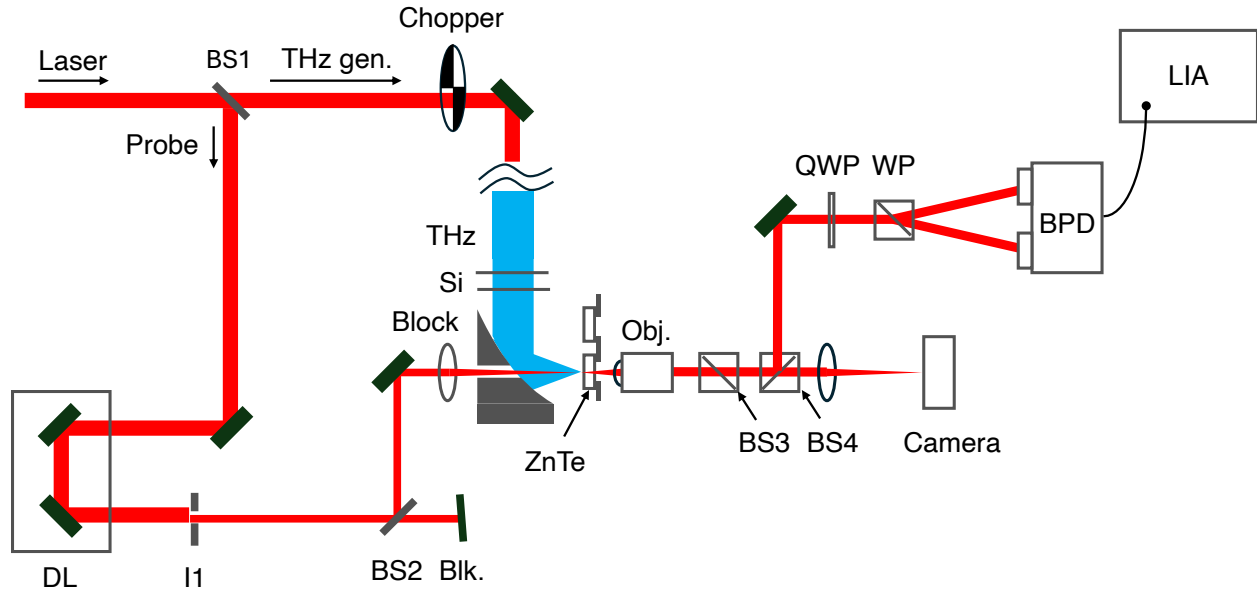 Chopper
Laser
BS1
THz gen.
LIA
Probe
QWP
WP
BPD
THz
Si
Block
Obj.
ZnTe
BS3
BS4
Camera
DL
I1
BS2
Blk.